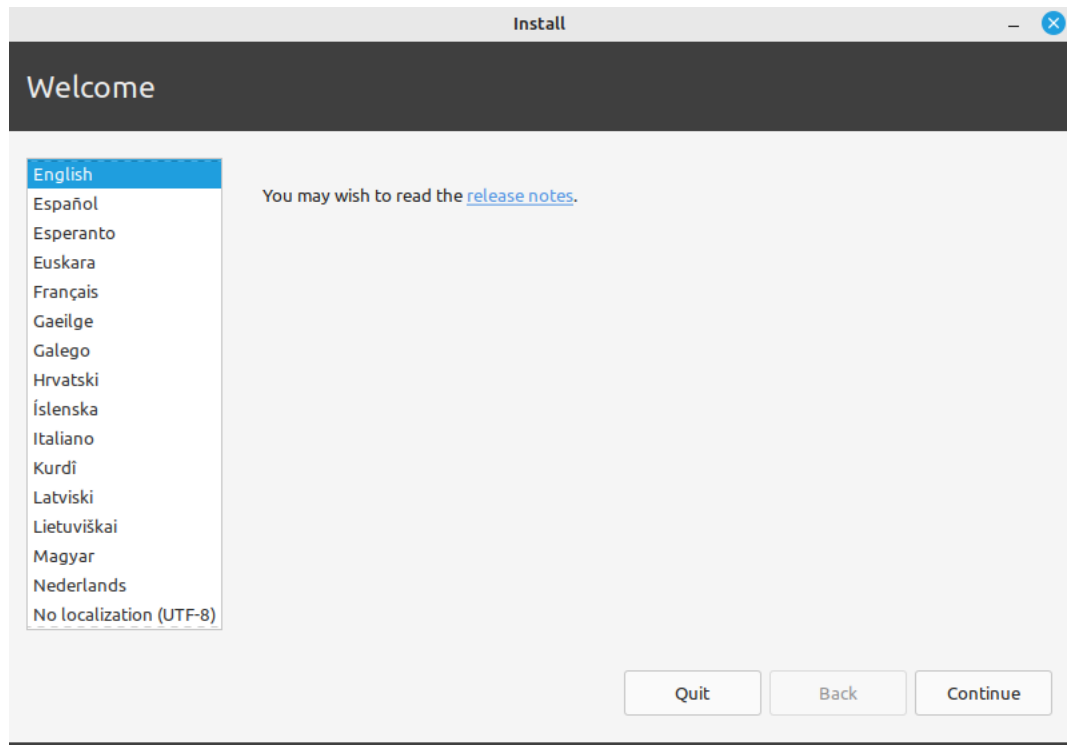 Install
Welcome
English
Español
Esperanto
Euskara
Français
Gaeilge
Galego
Hrvatski
Íslenska
Italiano
Kurdî
Latviski
Lietuviškai
Magyar
Nederlands
No localization (UTF-8)
You may wish to read the release notes.
Quit Back Continue